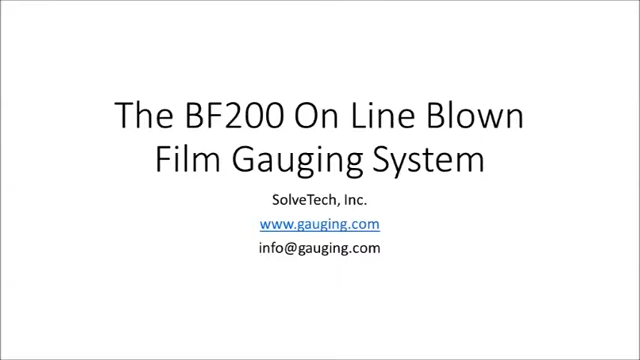 The BF200 On Line Blown
Film Gauging System
SolveTech, Inc.
www.gauging.com
info@gauging.com